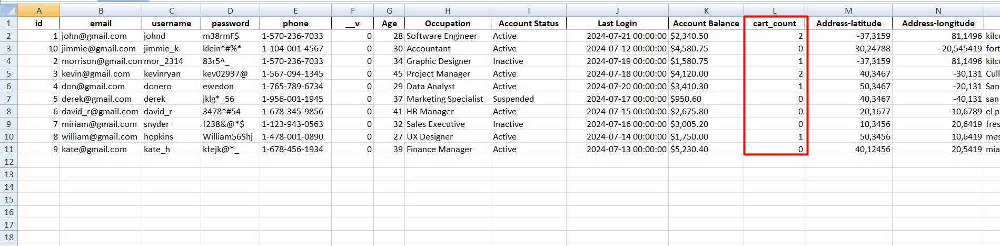 A B C D E F G H I J K L M N
1 id email username password phone __v Age Occupation Account Status Last Login Account Balance cart_count Address-latitude Address-longitude
2 1 john@gmail.com johnd m38rmF$ 1-570-236-7033 0 28 Software Engineer Active 2024-07-21 00:00:00 $2,340.50 2 -37,3159 81,1496 kilc
3 10 jimmie@gmail.com jimmie_k klein*#%* 1-104-001-4567 0 30 Accountant Active 2024-07-12 00:00:00 $4,580.75 0 30,24788 -20,545419 fort
4 2 morrison@gmail.con mor_2314 83r5^_ 1-570-236-7033 0 34 Graphic Designer Inactive 2024-07-19 00:00:00 $1,580.75 1 -37,3159 81,1496 kilc
5 3 kevin@gmail.com kevinryan kev02937@ 1-567-094-1345 0 45 Project Manager Active 2024-07-18 00:00:00 $4,120.00 2 40,3467 -30,131 Cull
6 4 don@gmail.com donero ewedon 1-765-789-6734 0 29 Data Analyst Active 2024-07-20 00:00:00 $3,410.30 1 50,3467 -20,131 San
7 5 derek@gmail.com derek jklg*_56 1-956-001-1945 0 37 Marketing Specialist Suspended 2024-07-17 00:00:00 $950.60 0 40,3467 -40,131 san
8 6 david_r@gmail.com david_r 3478*#54 1-678-345-9856 0 41 HR Manager Active 2024-07-15 00:00:00 $2,675.80 0 20,1677 -10,6789 el p
9 7 miriam@gmail.com snyder f238&@*$ 1-123-943-0563 0 32 Sales Executive Inactive 2024-07-16 00:00:00 $3,005.20 0 10,3456 20,6419 fres
10 8 william@gmail.com hopkins William56$hj 1-478-001-0890 0 27 UX Designer Active 2024-07-14 00:00:00 $1,750.00 1 50,3456 10,6419 mes
11 9 kate@gmail.com kate_h kfejk@*_ 1-678-456-1934 0 39 Finance Manager Active 2024-07-13 00:00:00 $5,230.40 0 40,12456 20,5419 mia
12
13
14
15
16
17
18